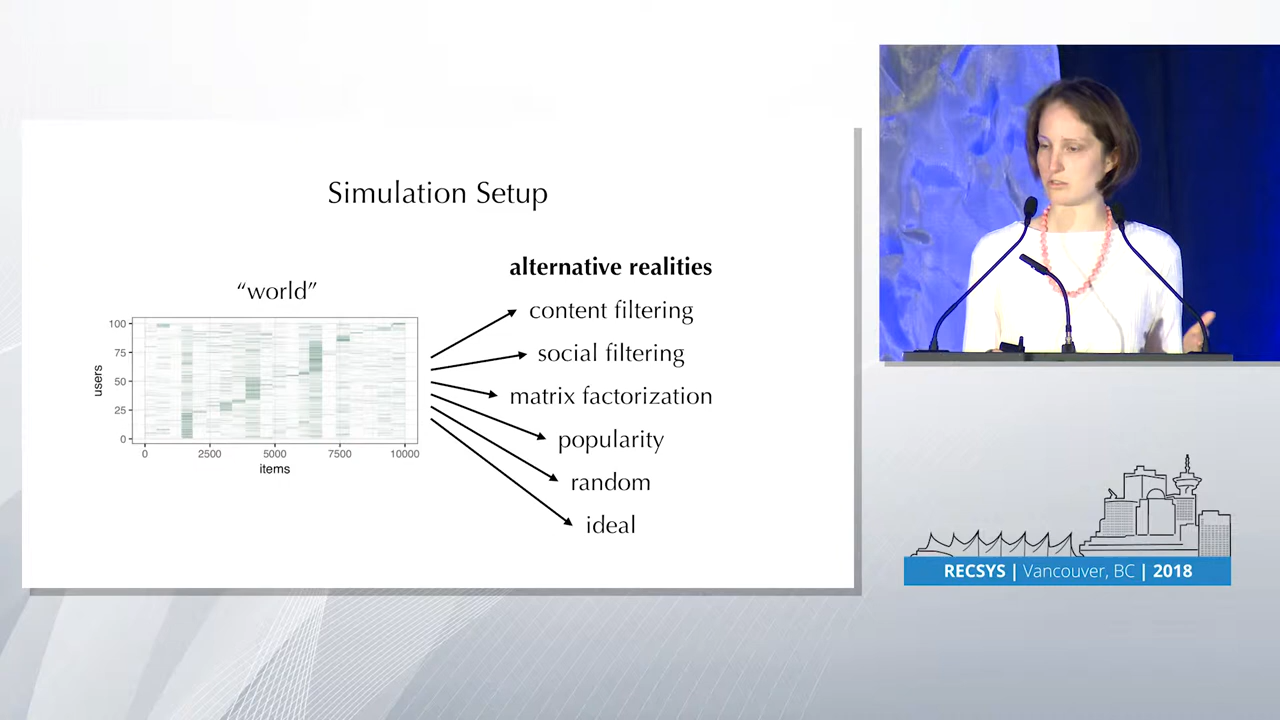 Simulation Setup
“world”
100
75
50
25
0
users
0 2500 5000 7500 10000
items
alternative realities
content filtering
social filtering
matrix factorization
popularity
random
ideal
RECSYS | Vancouver, BC | 2018